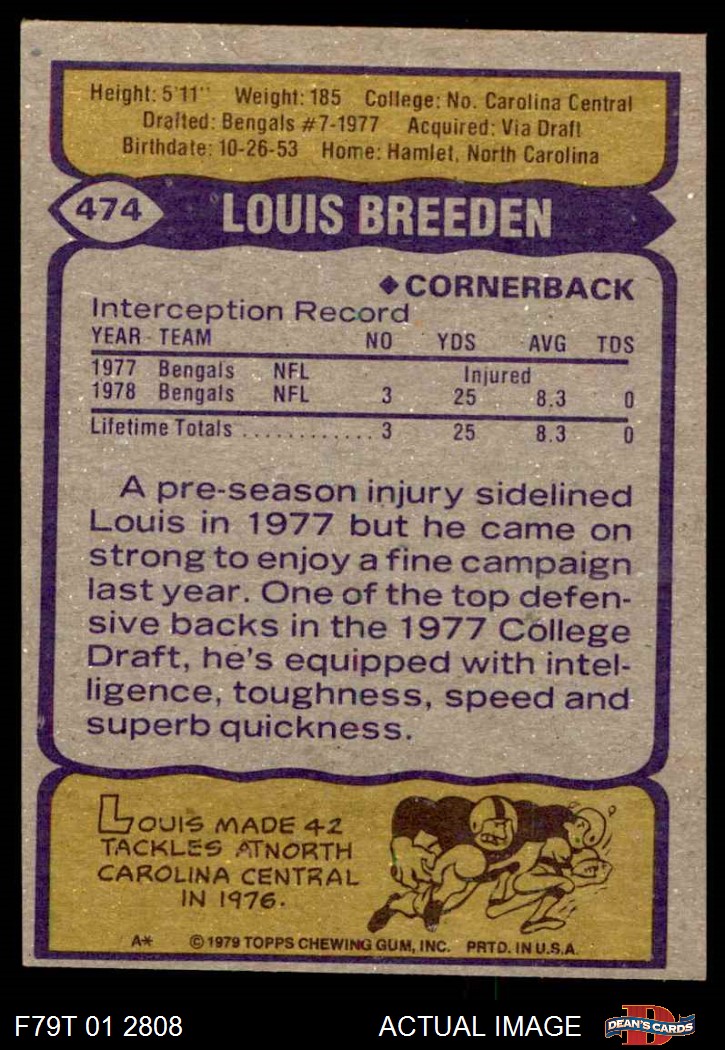 Height: 5'11" Weight: 185 College: No. Carolina Central
Drafted: Bengals #7-1977 Acquired: Via Draft
Birthdate: 10-26-53 Home: Hamlet, North Carolina
474 LOUIS BREEDEN
◆CORNERBACK
Interception Record
YEAR TEAM NO YDS AVG TDS
1977 Bengals NFL Injured
1978 Bengals NFL 3 25 8.3 0
Lifetime Totals ............ 3 25 8.3 0
A pre-season injury sidelined
Louis in 1977 but he came on
strong to enjoy a fine campaign
last year. One of the top defen-
sive backs in the 1977 College
Draft, he's equipped with intel-
ligence, toughness, speed and
superb quickness.
LOUIS MADE 42
TACKLES AT NORTH
CAROLINA CENTRAL
IN 1976.
A* © 1979 TOPPS CHEWING GUM, INC. PRTD. IN U.S.A.
F79T 01 2808 ACTUAL IMAGE D DEAN'S CARDS